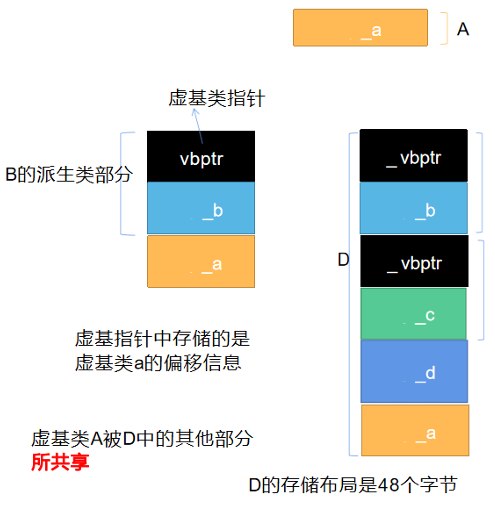 _a
A
虚基类指针
B的派生类部分
vbptr
_b
_a
D
_ vbptr
_b
_ vbptr
_c
_d
_a
虚基指针中存储的是
虚基类a的偏移信息
虚基类A被D中的其他部分
所共享
D的存储布局是48个字节